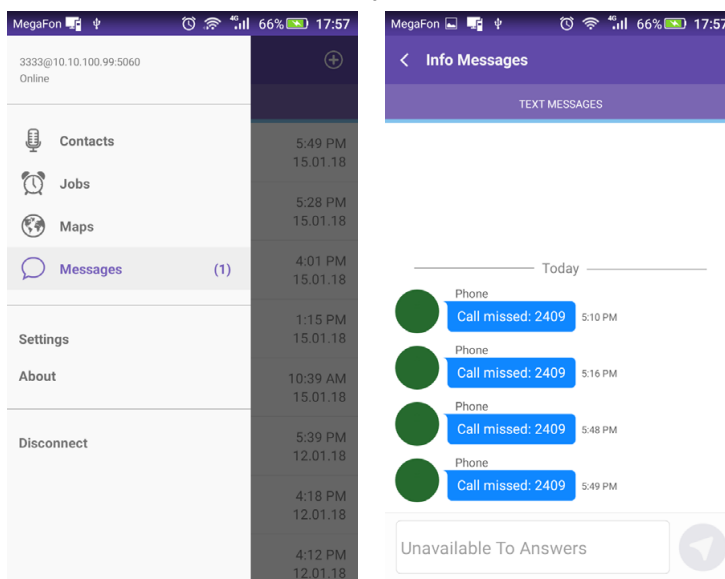 MegaFon 4G 66% 17:57
3333@10.10.100.99:5060
Online
Contacts
Jobs
Maps
Messages (1)
Settings
About
Disconnect
5:49 PM
15.01.18
5:28 PM
15.01.18
4:01 PM
15.01.18
1:15 PM
15.01.18
10:39 AM
15.01.18
5:39 PM
12.01.18
4:18 PM
12.01.18
4:12 PM
12.01.18
MegaFon 4G 66% 17:57
Info Messages
TEXT MESSAGES
Today
Phone
Call missed: 2409 5:10 PM
Phone
Call missed: 2409 5:16 PM
Phone
Call missed: 2409 5:48 PM
Phone
Call missed: 2409 5:49 PM
Unavailable To Answers